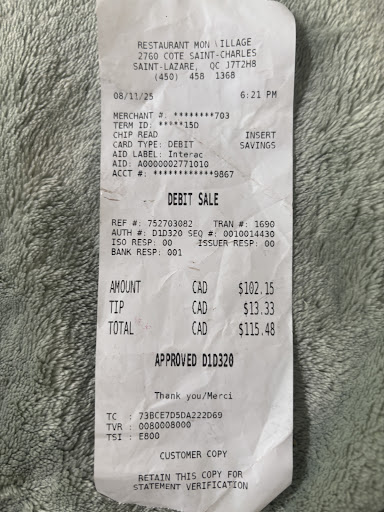 RESTAURANT MON VILLAGE
2760 COTE SAINT-CHARLES
SAINT-LAZARE, QC J7T2H8
(450) 458 1368
08/11/25 6:21 PM
MERCHANT #: ********703
TERM ID: *****15D
CHIP READ INSERT
CARD TYPE: DEBIT SAVINGS
AID LABEL: Interac
AID: A0000002771010
ACCT #: ************9867
DEBIT SALE
REF #: 752703082 TRAN #: 1690
AUTH #: D1D320 SEQ #: 0010014430
ISO RESP: 00 ISSUER RESP: 00
BANK RESP: 001
AMOUNT CAD $102.15
TIP CAD $13.33
TOTAL CAD $115.48
APPROVED D1D320
Thank you/Merci
TC : 73BCE7D5DA222D69
TVR : 0080008000
TSI : E800
CUSTOMER COPY
RETAIN THIS COPY FOR
STATEMENT VERIFICATION